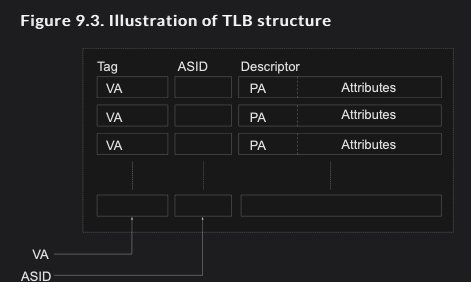 Figure 9.3. Illustration of TLB structure
Tag ASID Descriptor
VA PA Attributes
VA PA Attributes
VA PA Attributes
VA
ASID